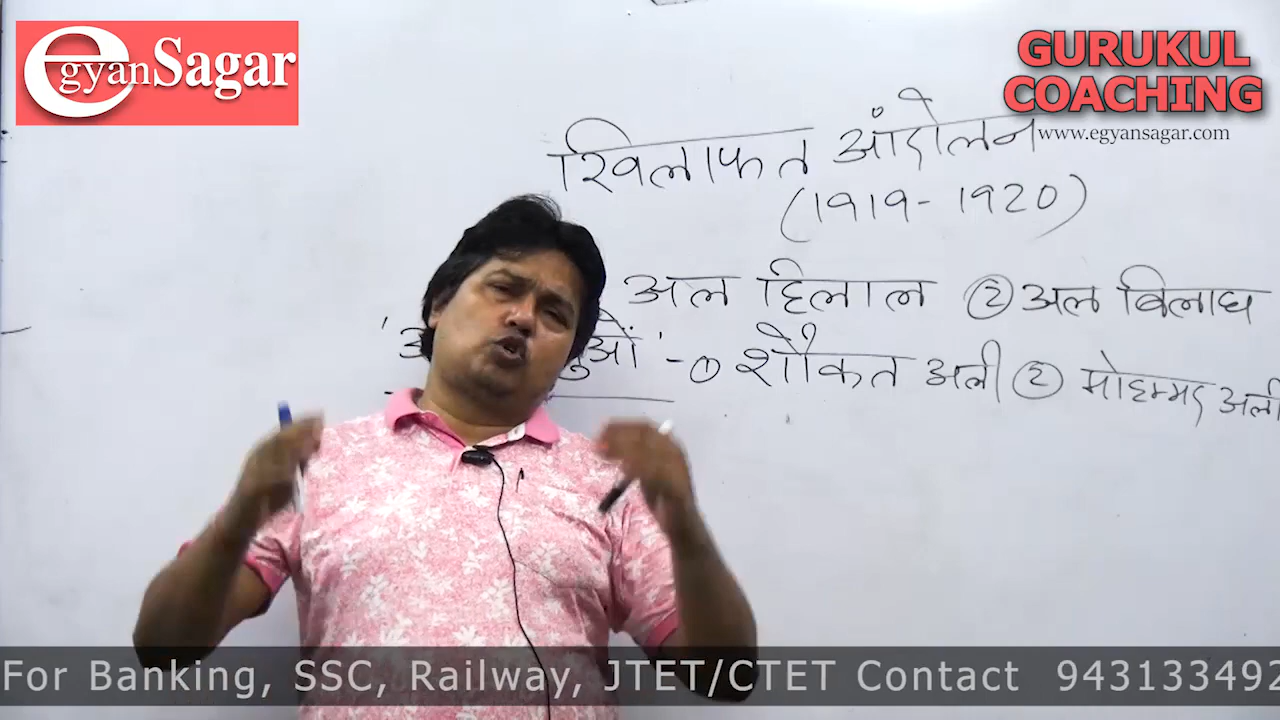 egyanSagar
GURUKUL
COACHING
www.egyansagar.com
खिलाफत आंदोलन
(1919-1920)
अल हिलाल ② अल बिलाघ
ओं' - ① शौकत अली ② मोहम्मद अली
For Banking, SSC, Railway, JTET/CTET Contact 943133492